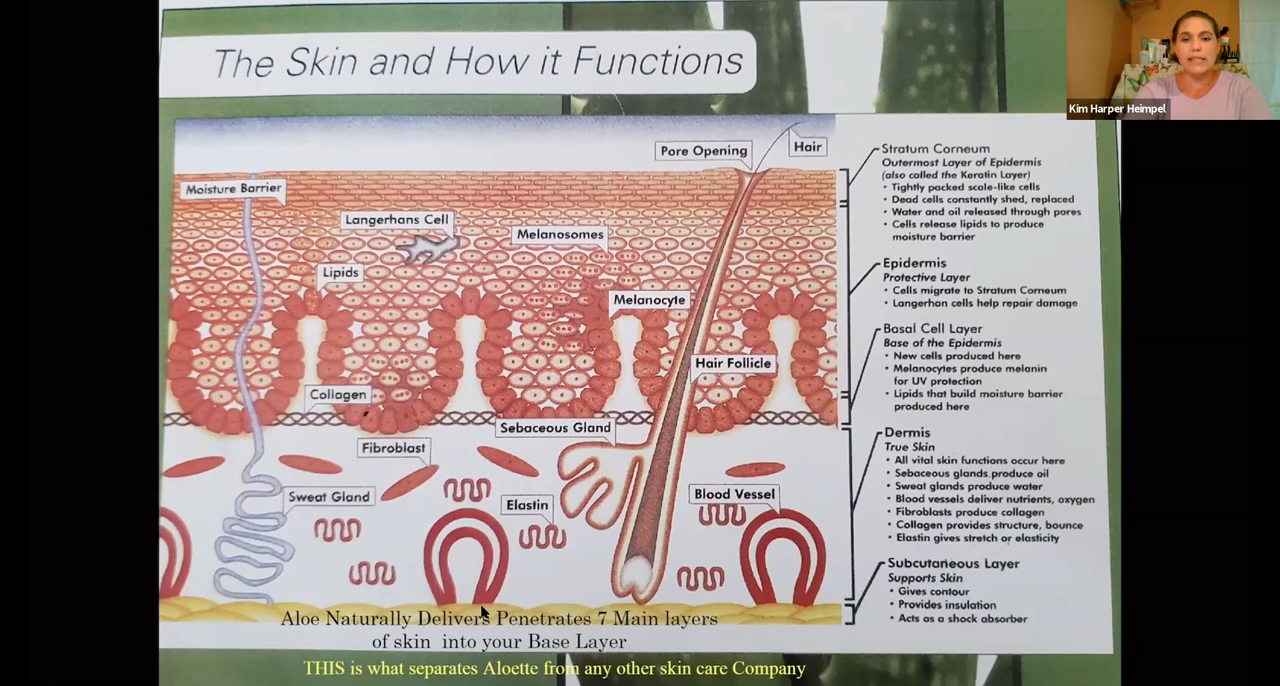 The Skin and How it Functions
Kim Harper Heimpel
Pore Opening
Hair
Moisture Barrier
Langerhans Cell
Melanosomes
Lipids
Melanocyte
Hair Follicle
Collagen
Sebaceous Gland
Fibroblast
Sweat Gland
Elastin
Blood Vessel
Stratum Corneum
Outermost Layer of Epidermis
(also called the Keratin Layer)
• Tightly packed scale-like cells
• Dead cells constantly shed, replaced
• Water and oil released through pores
• Cells release lipids to produce
moisture barrier
Epidermis
Protective Layer
• Cells migrate to Stratum Corneum
• Langerhan cells help repair damage
Basal Cell Layer
Base of the Epidermis
• New cells produced here
• Melanocytes produce melanin
for UV protection
• Lipids that build moisture barrier
produced here
Dermis
True Skin
• All vital skin functions occur here
• Sebaceous glands produce oil
• Sweat glands produce water
• Blood vessels deliver nutrients, oxygen
• Fibroblasts produce collagen
• Collagen provides structure, bounce
• Elastin gives stretch or elasticity
Subcutaneous Layer
Supports Skin
• Gives contour
• Provides insulation
• Acts as a shock absorber
Aloe Naturally Delivers Penetrates 7 Main layers
of skin into your Base Layer
THIS is what separates Aloette from any other skin care Company